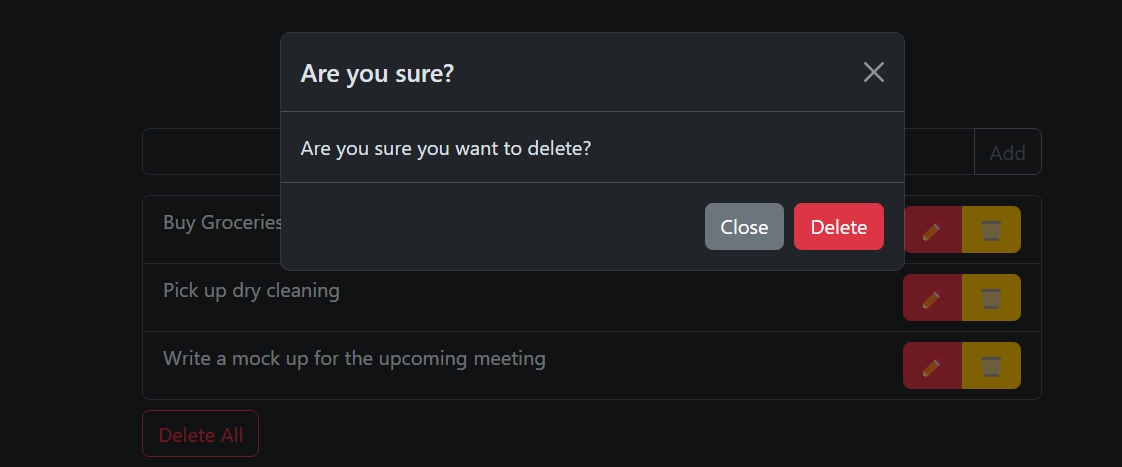 Are you sure?
Are you sure you want to delete?
Close Delete
Add
Buy Groceries
Pick up dry cleaning
Write a mock up for the upcoming meeting
Delete All